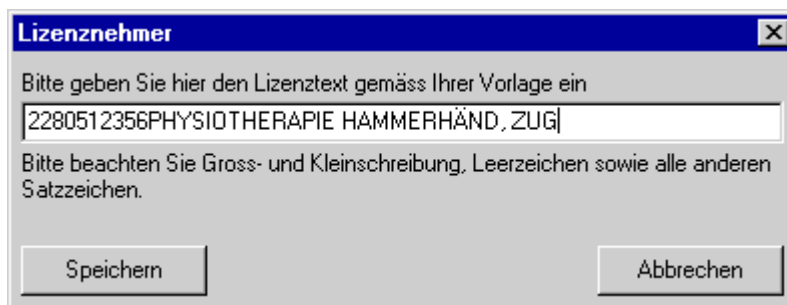 Lizenznehmer
Bitte geben Sie hier den Lizenztext gemäss Ihrer Vorlage ein
2280512356PHYSIOTHERAPIE HAMMERHÄND, ZUG
Bitte beachten Sie Gross- und Kleinschreibung, Leerzeichen sowie alle anderen
Satzzeichen.
Speichern
Abbrechen